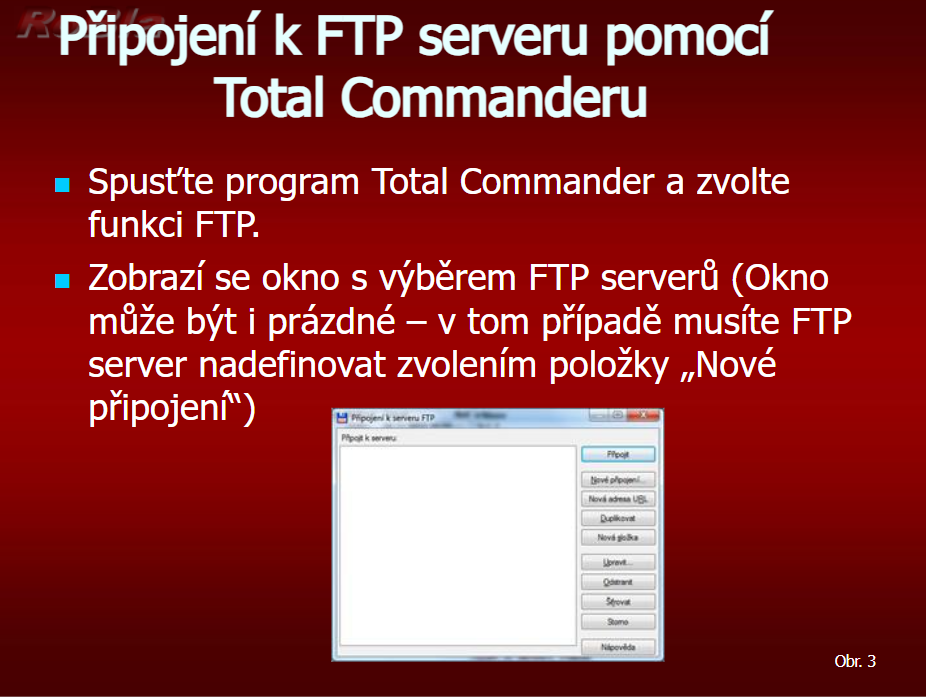 Připojení k FTP serveru pomocí
Total Commanderu
Spusťte program Total Commander a zvolte
funkci FTP.
Zobrazí se okno s výběrem FTP serverů (Okno
může být i prázdné – v tom případě musíte FTP
server nadefinovat zvolením položky „Nové
připojení“)
Připojení k serveru FTP
Připojit k serveru:
Připojit
Nové připojení...
Nová adresa URL
Duplikovat
Nová složka
Upravit...
Odstranit
Šifrovat
Storno
Nápověda
Obr. 3